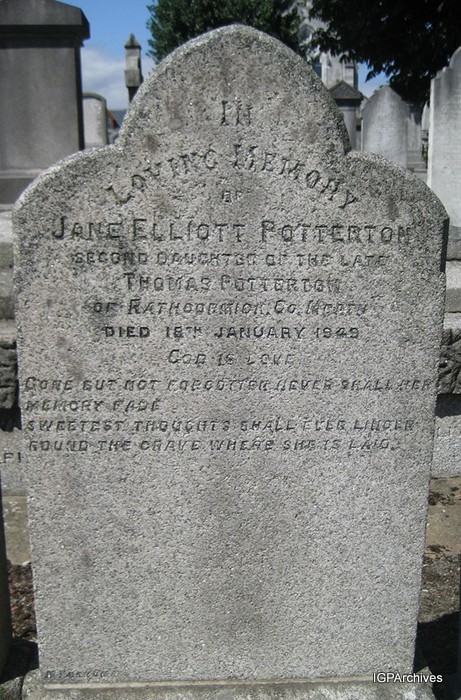 IN
LOVING MEMORY
OF
JANE ELLIOTT POTTERTON
SECOND DAUGHTER OF THE LATE
THOMAS POTTERTON
OF RATHCORMICK, CO. MEATH
DIED 18TH JANUARY 1949
GOD IS LOVE
GONE BUT NOT FORGOTTEN, NEVER SHALL HER
MEMORY FADE
SWEETEST THOUGHTS SHALL EVER LINGER
ROUND THE GRAVE WHERE SHE IS LAID.
IGPArchives